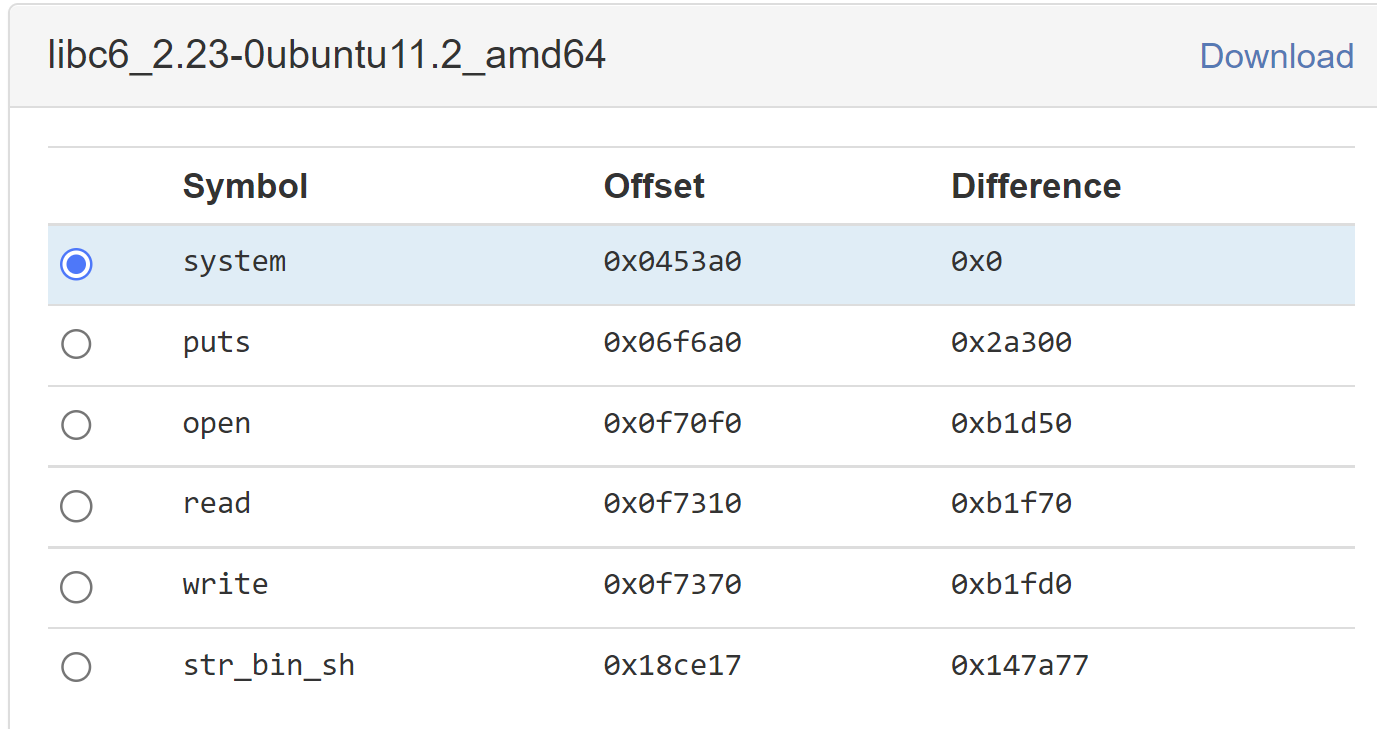 libc6_2.23-0ubuntu11.2_amd64 Download
Symbol Offset Difference
system 0x0453a0 0x0
puts 0x06f6a0 0x2a300
open 0x0f70f0 0xb1d50
read 0x0f7310 0xb1f70
write 0x0f7370 0xb1fd0
str_bin_sh 0x18ce17 0x147a77